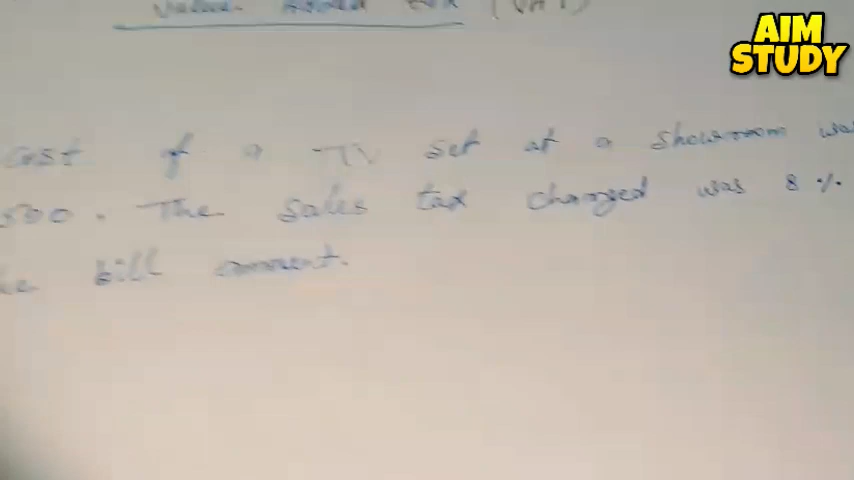 Value Added Tax (VAT)
AIM
STUDY
cost of a TV set at a showroom was
500. The sales tax charged was 8 %.
bill amount.